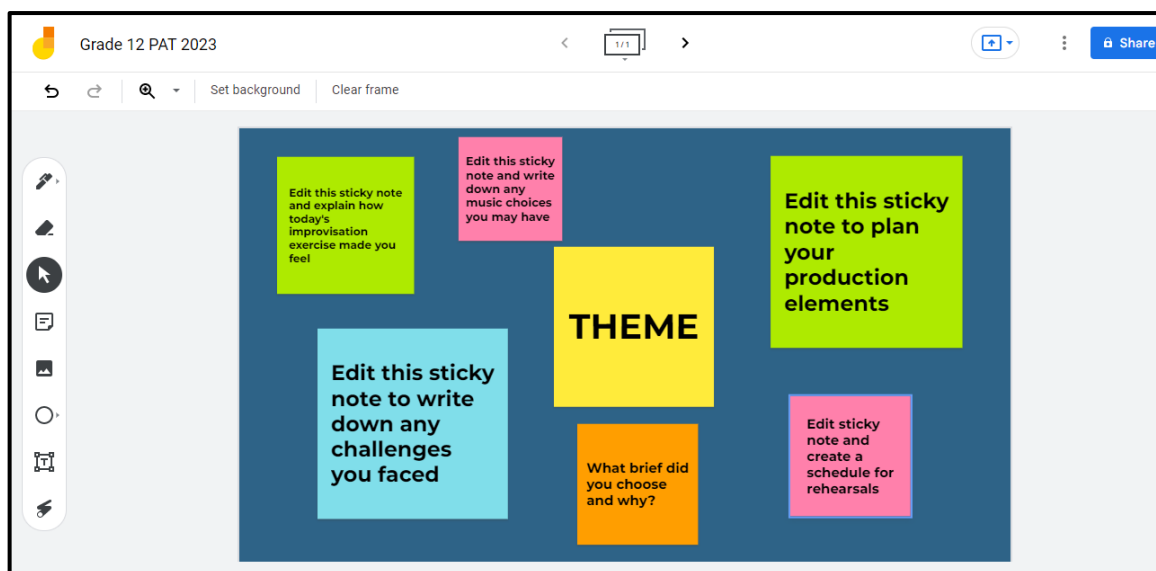 Grade 12 PAT 2023
1/1
Share
Set background
Clear frame
Edit this sticky note
and explain how
today's
improvisation
exercise made you
feel
Edit this sticky
note and write
down any
music choices
you may have
Edit this sticky
note to plan
your
production
elements
THEME
Edit this sticky
note to write
down any
challenges
you faced
What brief did
you choose
and why?
Edit sticky
note and
create a
schedule for
rehearsals